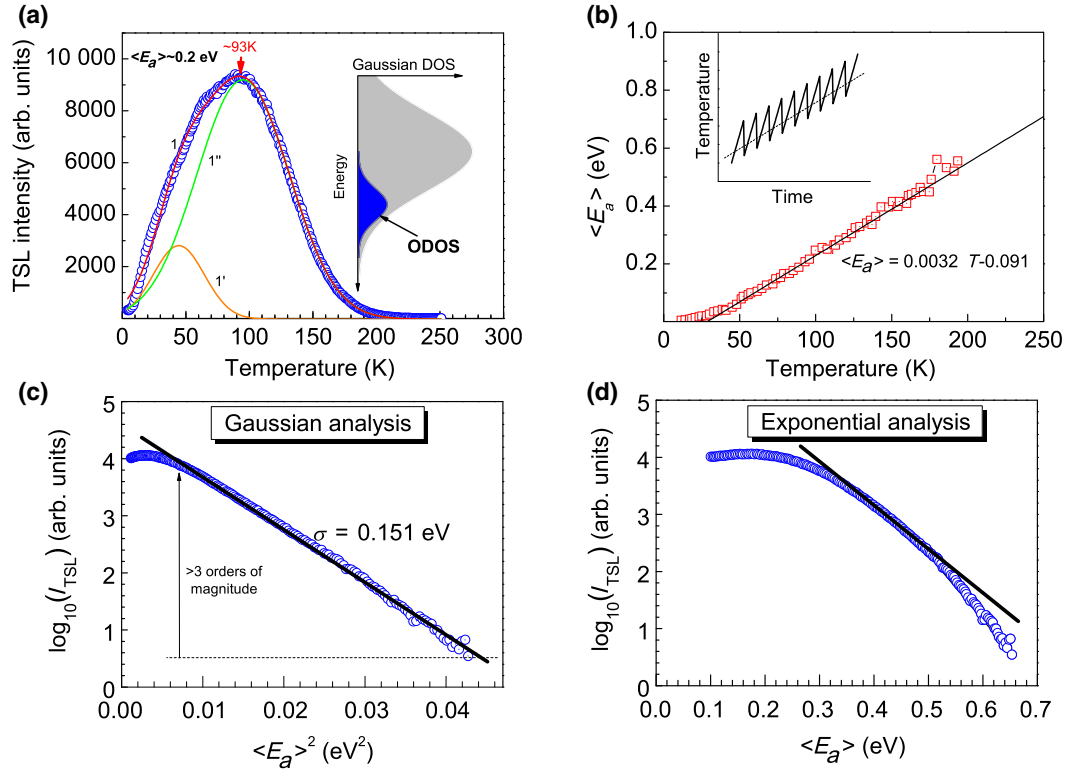 (a)
10 000
8000
6000
4000
2000
TSL intensity (arb. units)
<Ea>~0.2 eV
~93K
1
1"
1'
Gaussian DOS
Energy
ODOS
0 50 100 150 200 250 300
Temperature (K)
(b)
1.0
0.8
0.6
0.4
0.2
0.0
<Ea> (eV)
Temperature
Time
<Ea> = 0.0032 T-0.091
0 50 100 150 200 250
Temperature (K)
(c)
5
4
3
2
1
0
log10(ITSL) (arb. units)
Gaussian analysis
σ = 0.151 eV
>3 orders of
magnitude
0.00 0.01 0.02 0.03 0.04
<Ea>2 (eV2)
(d)
5
4
3
2
1
0
log10(ITSL) (arb. units)
Exponential analysis
0.0 0.1 0.2 0.3 0.4 0.5 0.6 0.7
<Ea> (eV)